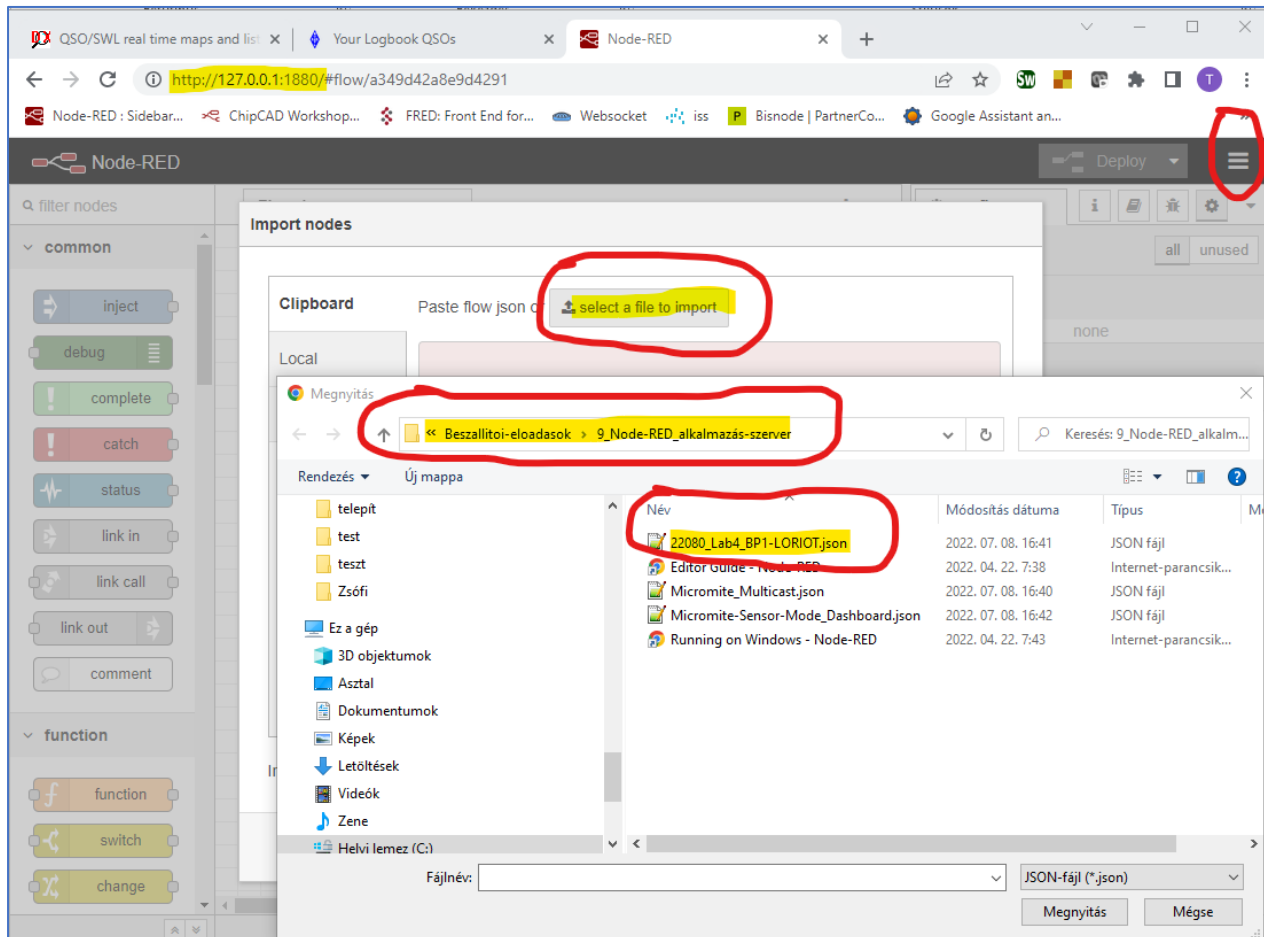 QSO/SWL real time maps and list
Your Logbook QSOs
Node-RED
http://127.0.0.1:1880/#flow/a349d42a8e9d4291
SW
T
Node-RED : Sidebar...
ChipCAD Workshop...
FRED: Front End for...
Websocket
iss
P
Bisnode | PartnerCo...
Google Assistant an...
»
Node-RED
Deploy
filter nodes
Import nodes
common
all
unused
inject
Clipboard
Paste flow json or
select a file to import
none
debug
Local
complete
Megnyitás
catch
« Beszallitoi-eloadasok › 9_Node-RED_alkalmazás-szerver
Keresés: 9_Node-RED_alkalm...
status
Rendezés
Új mappa
telepít
Név
Módosítás dátuma
Típus
link in
test
22080_Lab4_BP1-LORIOT.json
2022. 07. 08. 16:41
JSON fájl
teszt
Editor Guide - Node-RED
2022. 04. 22. 7:38
Internet-parancsik...
link call
Zsófi
Micromite_Multicast.json
2022. 07. 08. 16:40
JSON fájl
Micromite-Sensor-Mode_Dashboard.json
2022. 07. 08. 16:42
JSON fájl
link out
Ez a gép
Running on Windows - Node-RED
2022. 04. 22. 7:43
Internet-parancsik...
3D objektumok
comment
Asztal
Dokumentumok
function
Képek
Letöltések
function
Videók
Zene
switch
Helyi lemez (C:)
change
Fájlnév:
JSON-fájl (*.json)
Megnyitás
Mégse